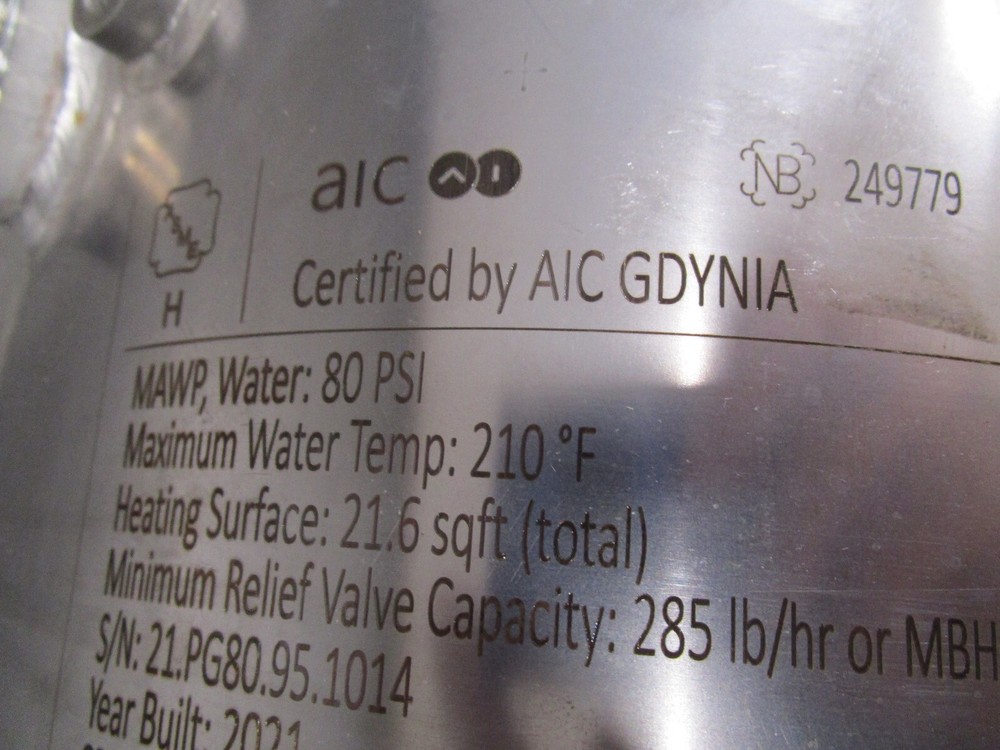 ASME
H
aic
NB 249779
Certified by AIC GDYNIA
MAWP, Water: 80 PSI
Maximum Water Temp: 210 °F
Heating Surface: 21.6 sqft (total)
Minimum Relief Valve Capacity: 285 lb/hr or MBH
S/N: 21.PG80.95.1014
Year Built: 2021